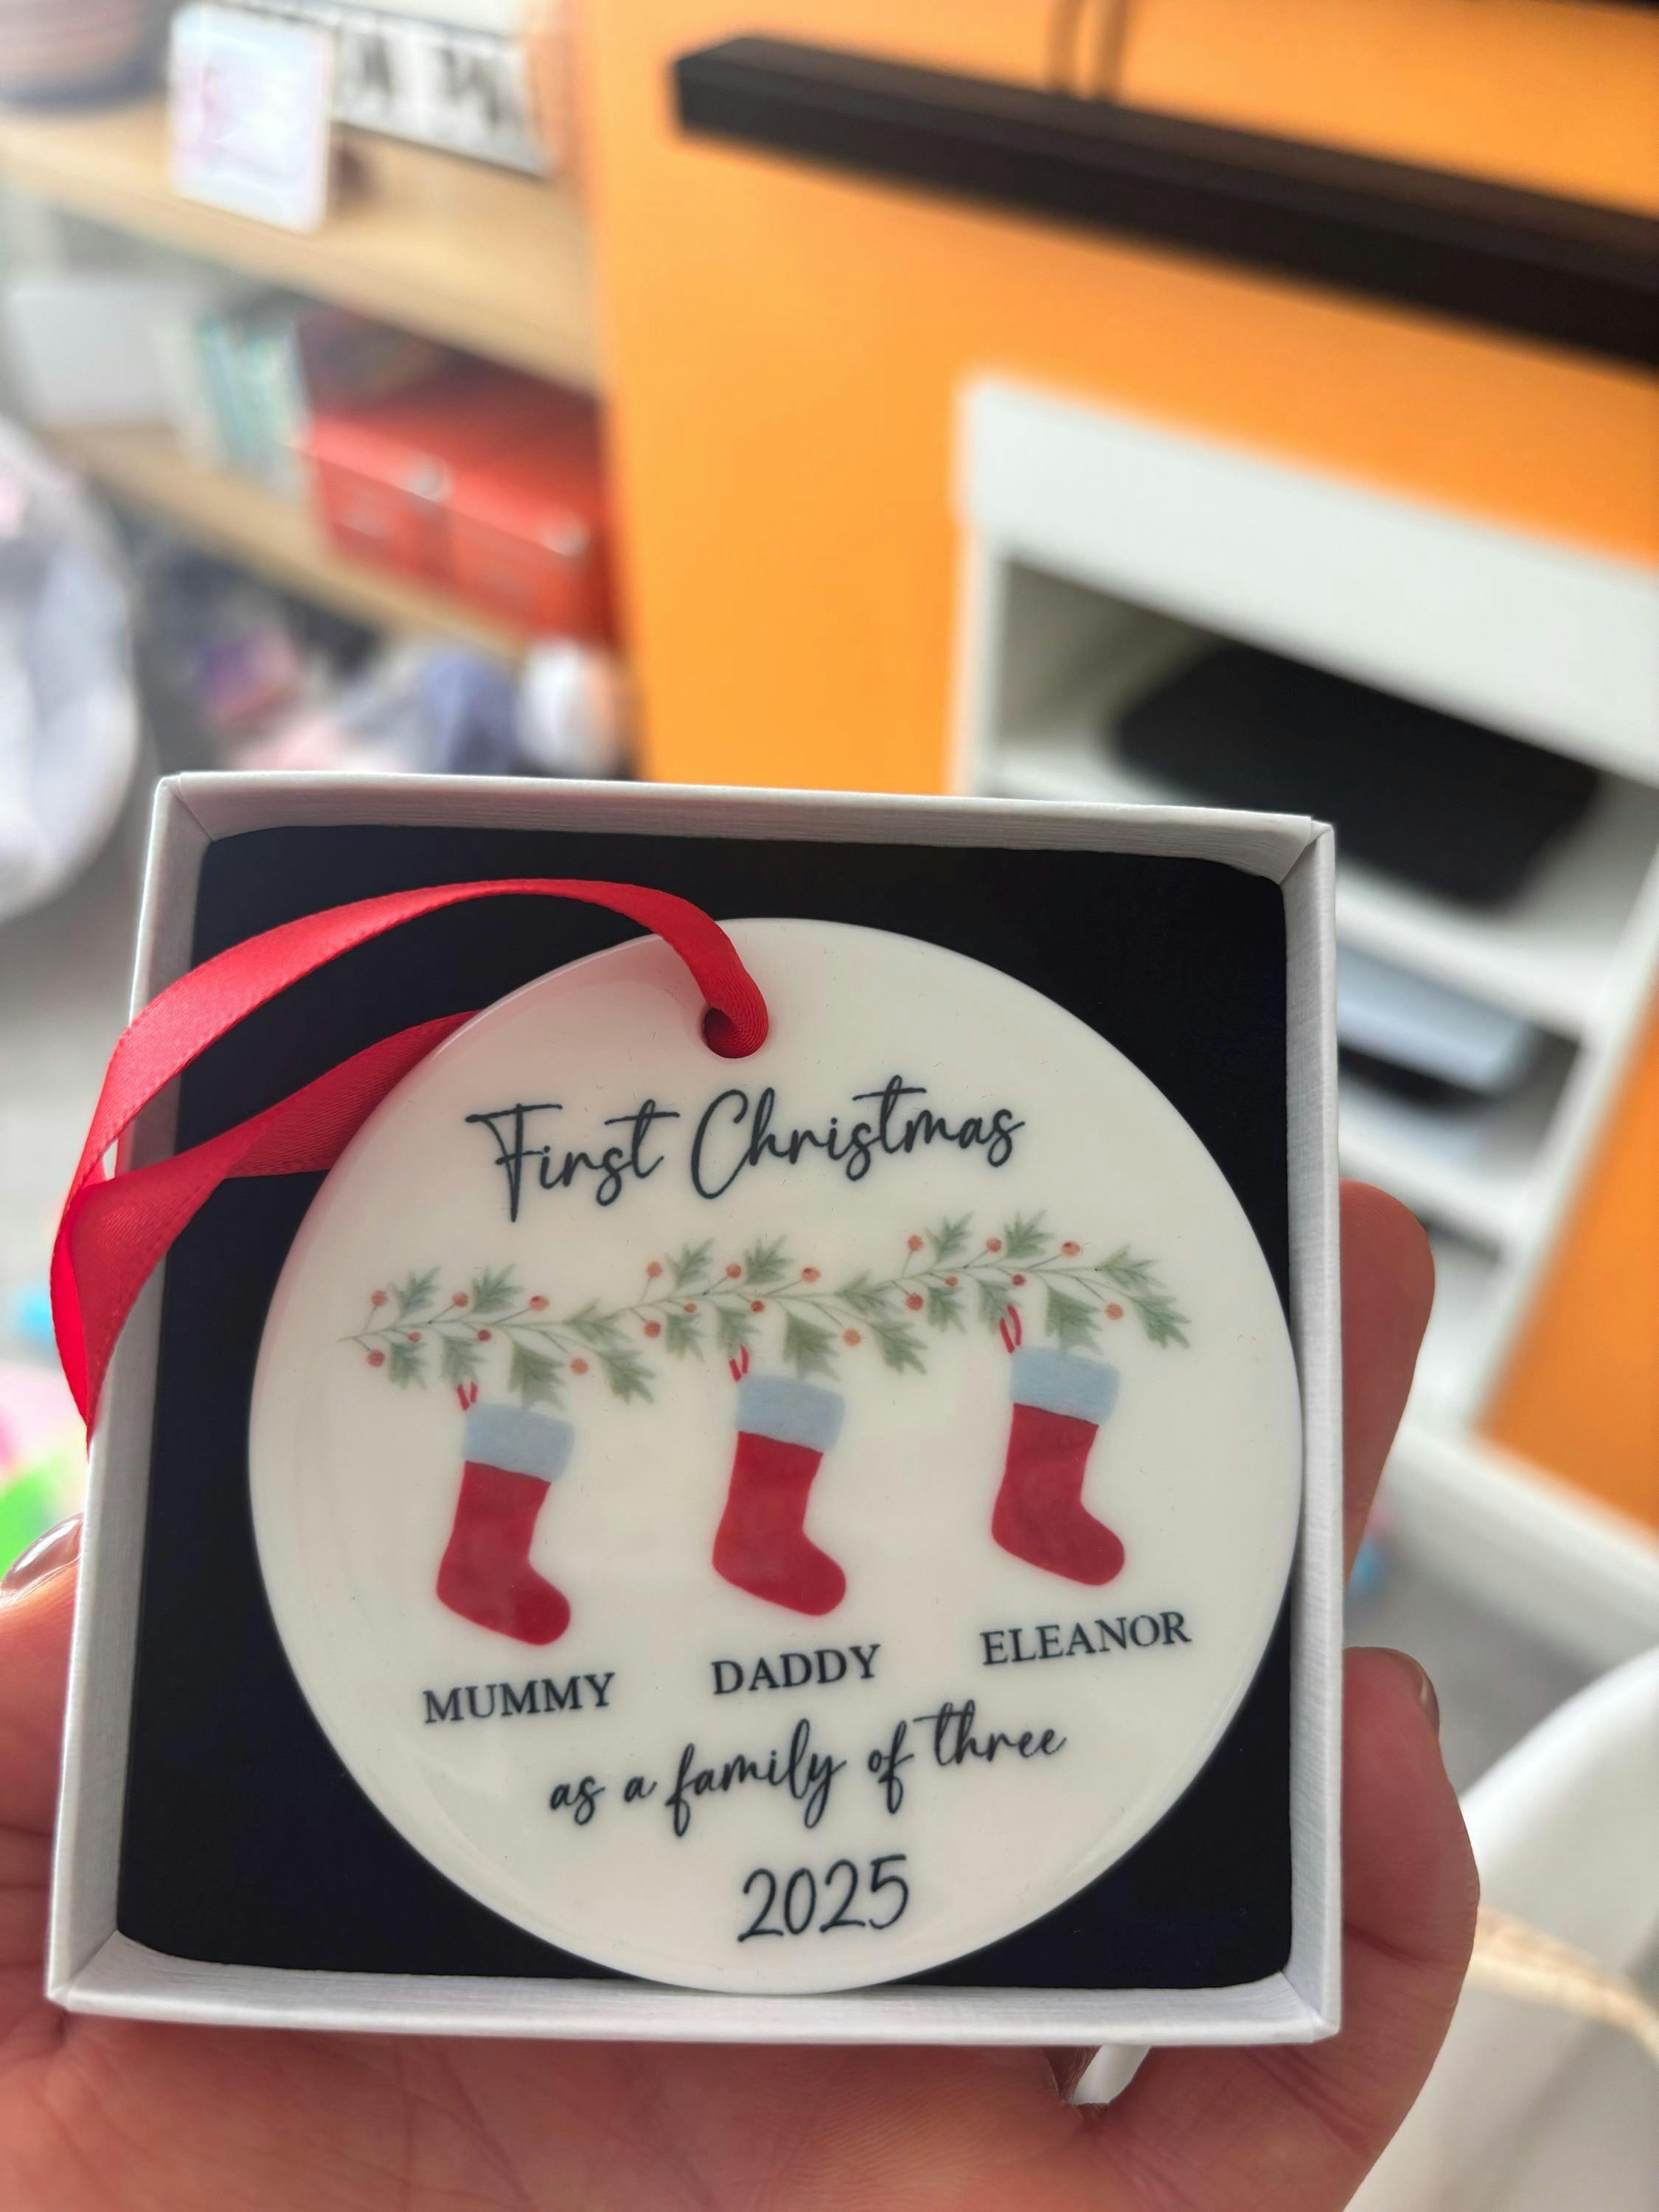 First Christmas
MUMMY DADDY ELEANOR
as a family of three
2025